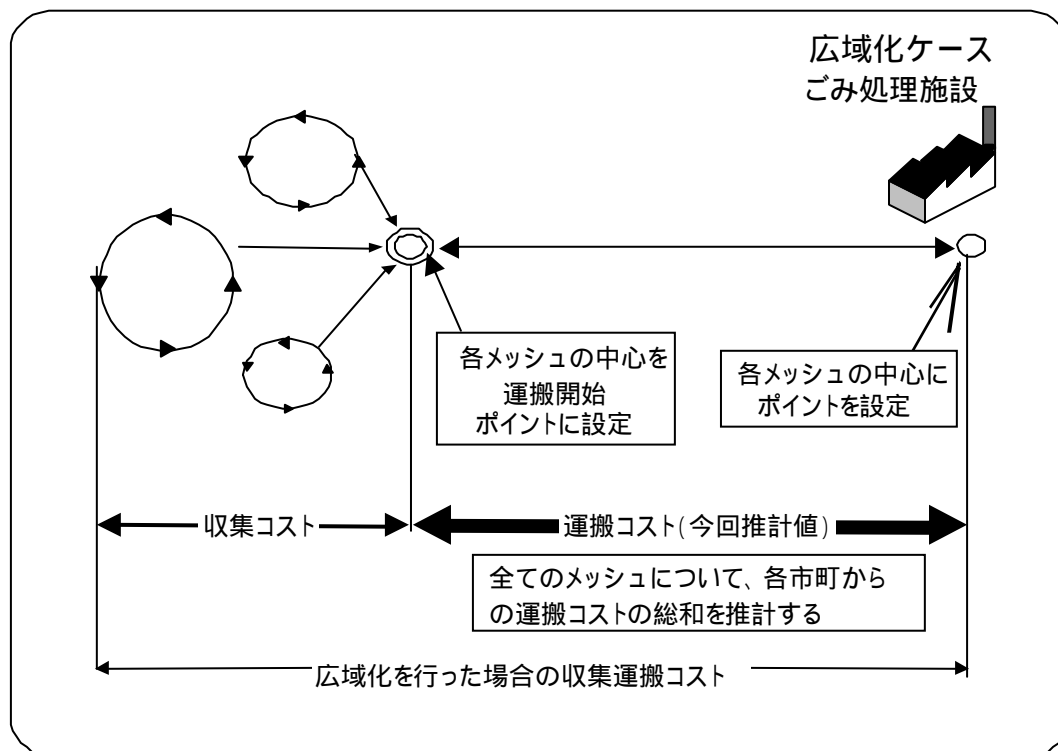 広域化ケース
ごみ処理施設
各メッシュの中心を
運搬開始
ポイントに設定
各メッシュの中心に
ポイントを設定
収集コスト
運搬コスト(今回推計値)
全てのメッシュについて、各市町から
の運搬コストの総和を推計する
広域化を行った場合の収集運搬コスト